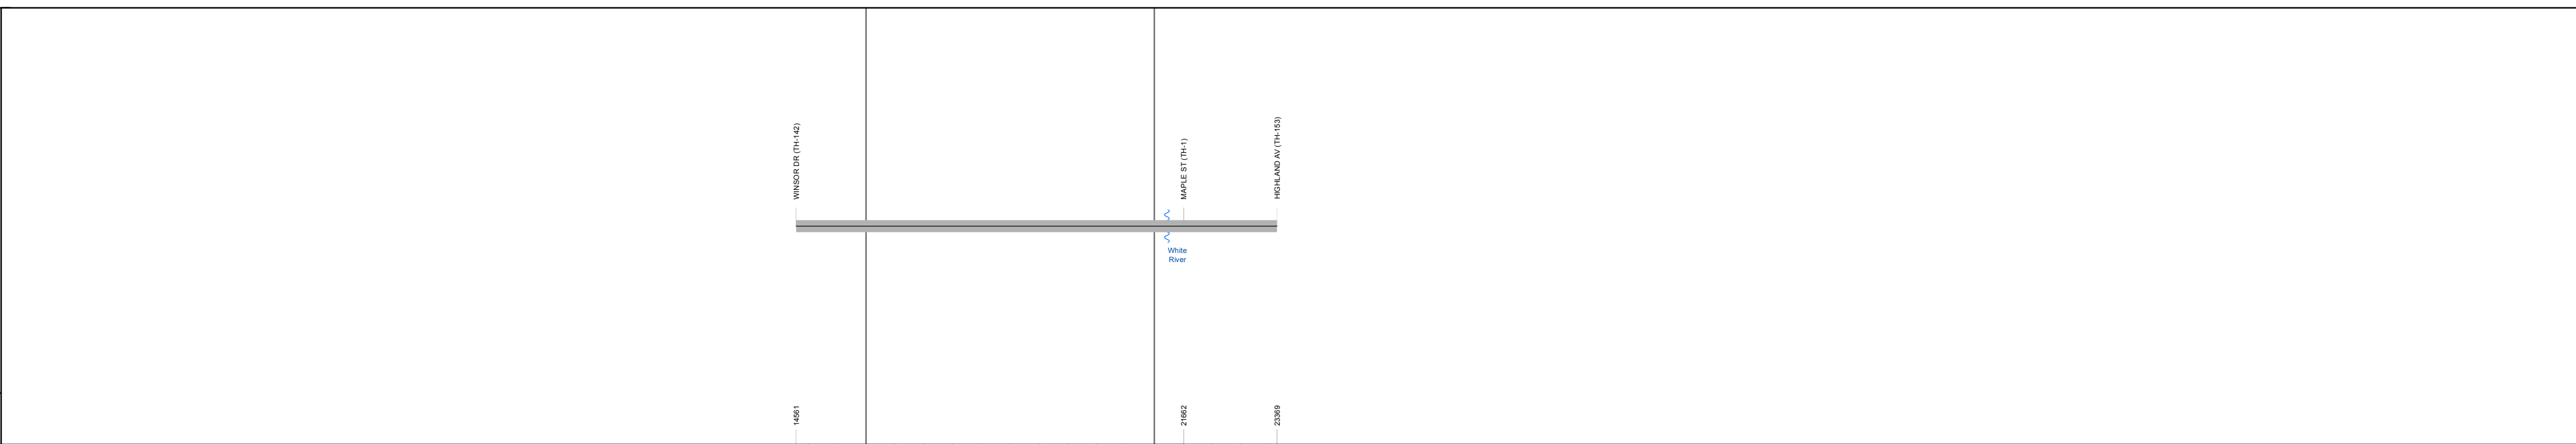 WINSOR DR (TH-142)
MAPLE ST (TH-1)
HIGHLAND AV (TH-153)
White
River
14561
21662
23369